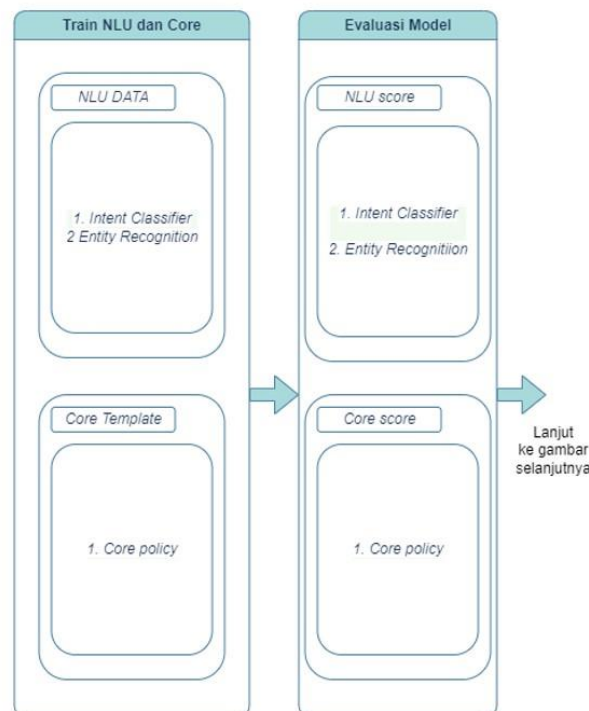 Train NLU dan Core
NLU DATA
1. Intent Classifier
2 Entity Recognition
Core Template
1. Core policy
Evaluasi Model
NLU score
1. Intent Classifier
2. Entity Recognitiion
Core score
1. Core policy
Lanjut
ke gambar
selanjutnya